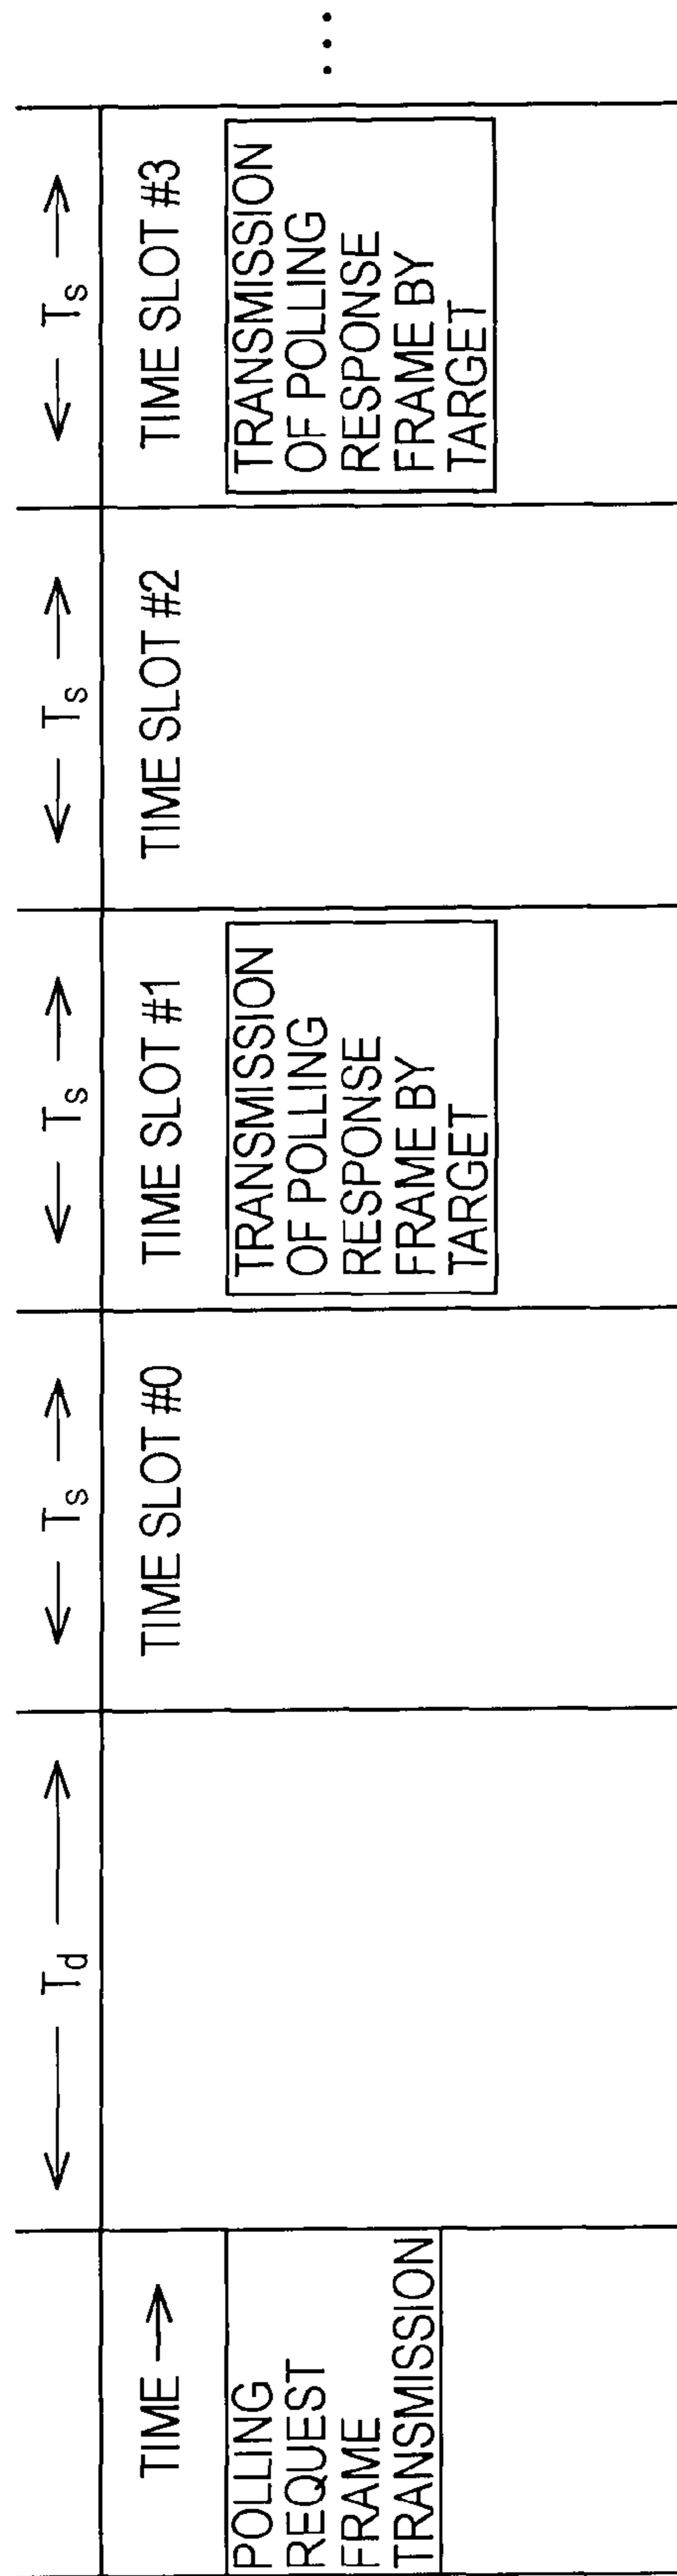 T_d
T_s
T_s
T_s
T_s
TIME →
TIME SLOT #0
TIME SLOT #1
TIME SLOT #2
TIME SLOT #3
POLLING
REQUEST
FRAME
TRANSMISSION
TRANSMISSION
OF POLLING
RESPONSE
FRAME BY
TARGET
TRANSMISSION
OF POLLING
RESPONSE
FRAME BY
TARGET
...